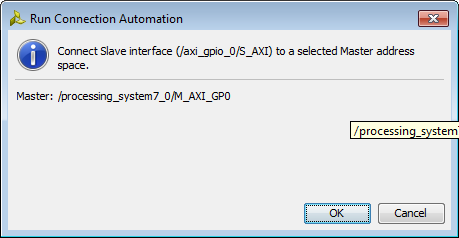 Run Connection Automation
Connect Slave interface (/axi_gpio_0/S_AXI) to a selected Master address
space.
Master: /processing_system7_0/M_AXI_GP0
/processing_system
OK
Cancel